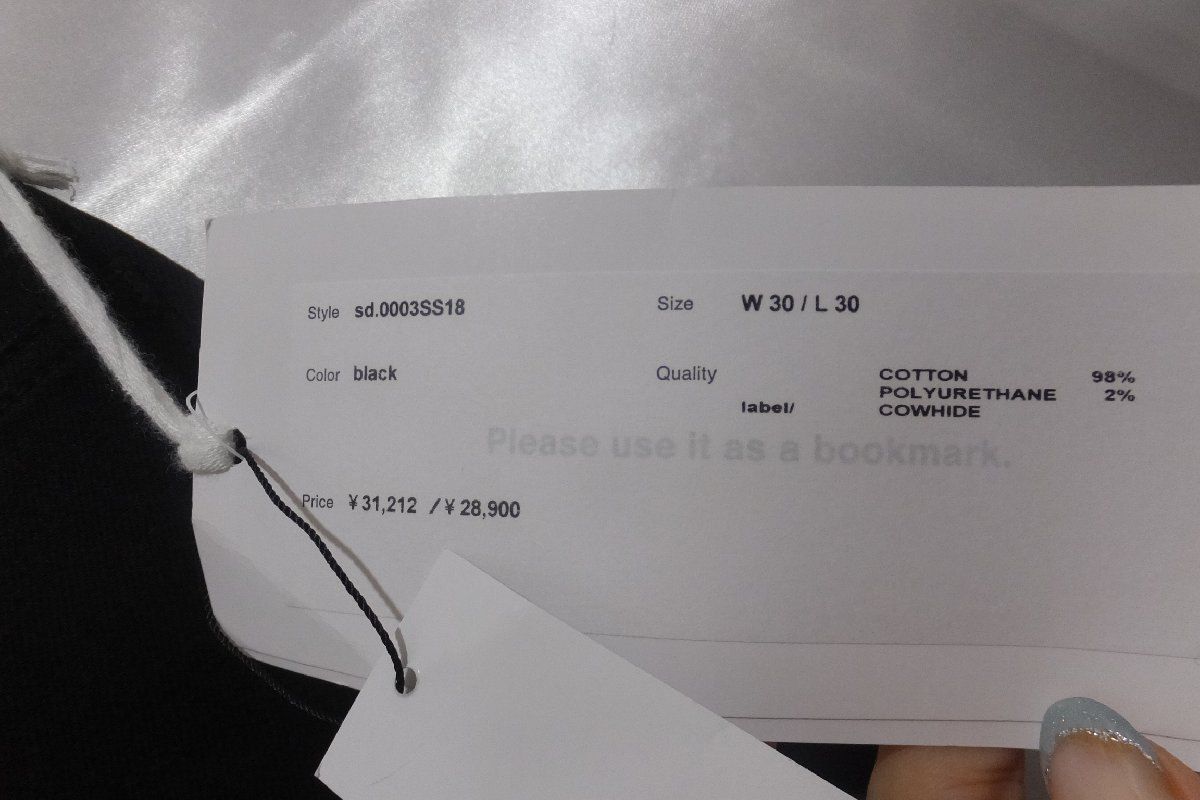 Style sd.0003SS18
Size W 30 / L 30
Color black
Quality COTTON 98%
POLYURETHANE 2%
label/ COWHIDE
Please use it as a bookmark.
Price ¥31,212 /¥28,900